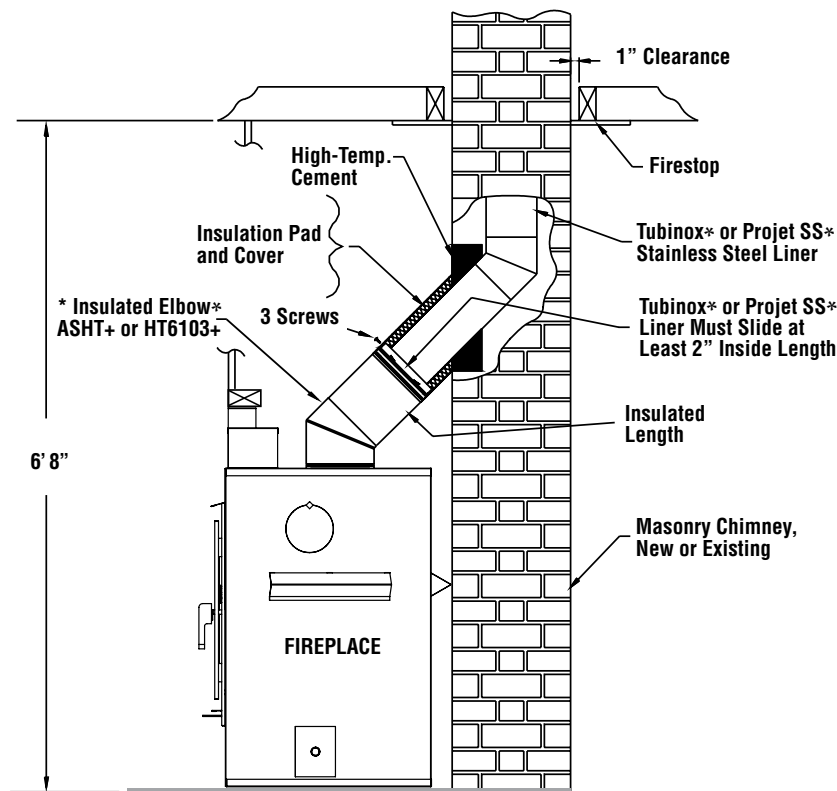 1” Clearance
High-Temp.
Cement
Firestop
Insulation Pad
and Cover
Tubinox* or Projet SS*
Stainless Steel Liner
* Insulated Elbow*
ASHT+ or HT6103+
3 Screws
Tubinox* or Projet SS*
Liner Must Slide at
Least 2” Inside Length
Insulated
Length
6’ 8”
Masonry Chimney,
New or Existing
FIREPLACE